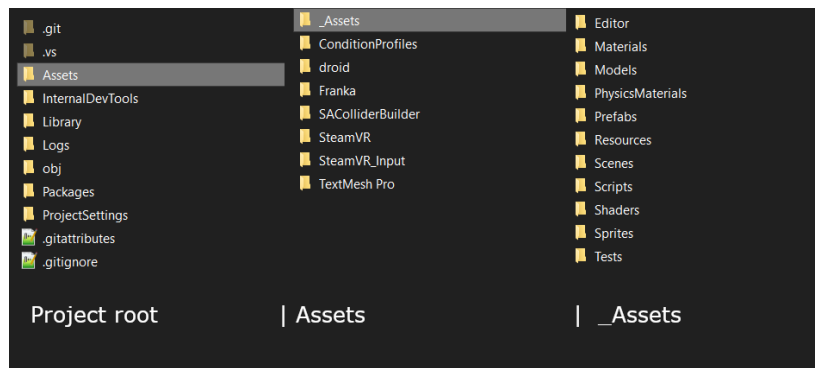 .git
.vs
Assets
InternalDevTools
Library
Logs
obj
Packages
ProjectSettings
.gitattributes
.gitignore
Project root
_Assets
ConditionProfiles
droid
Franka
SAColliderBuilder
SteamVR
SteamVR_Input
TextMesh Pro
| Assets
Editor
Materials
Models
PhysicsMaterials
Prefabs
Resources
Scenes
Scripts
Shaders
Sprites
Tests
| _Assets